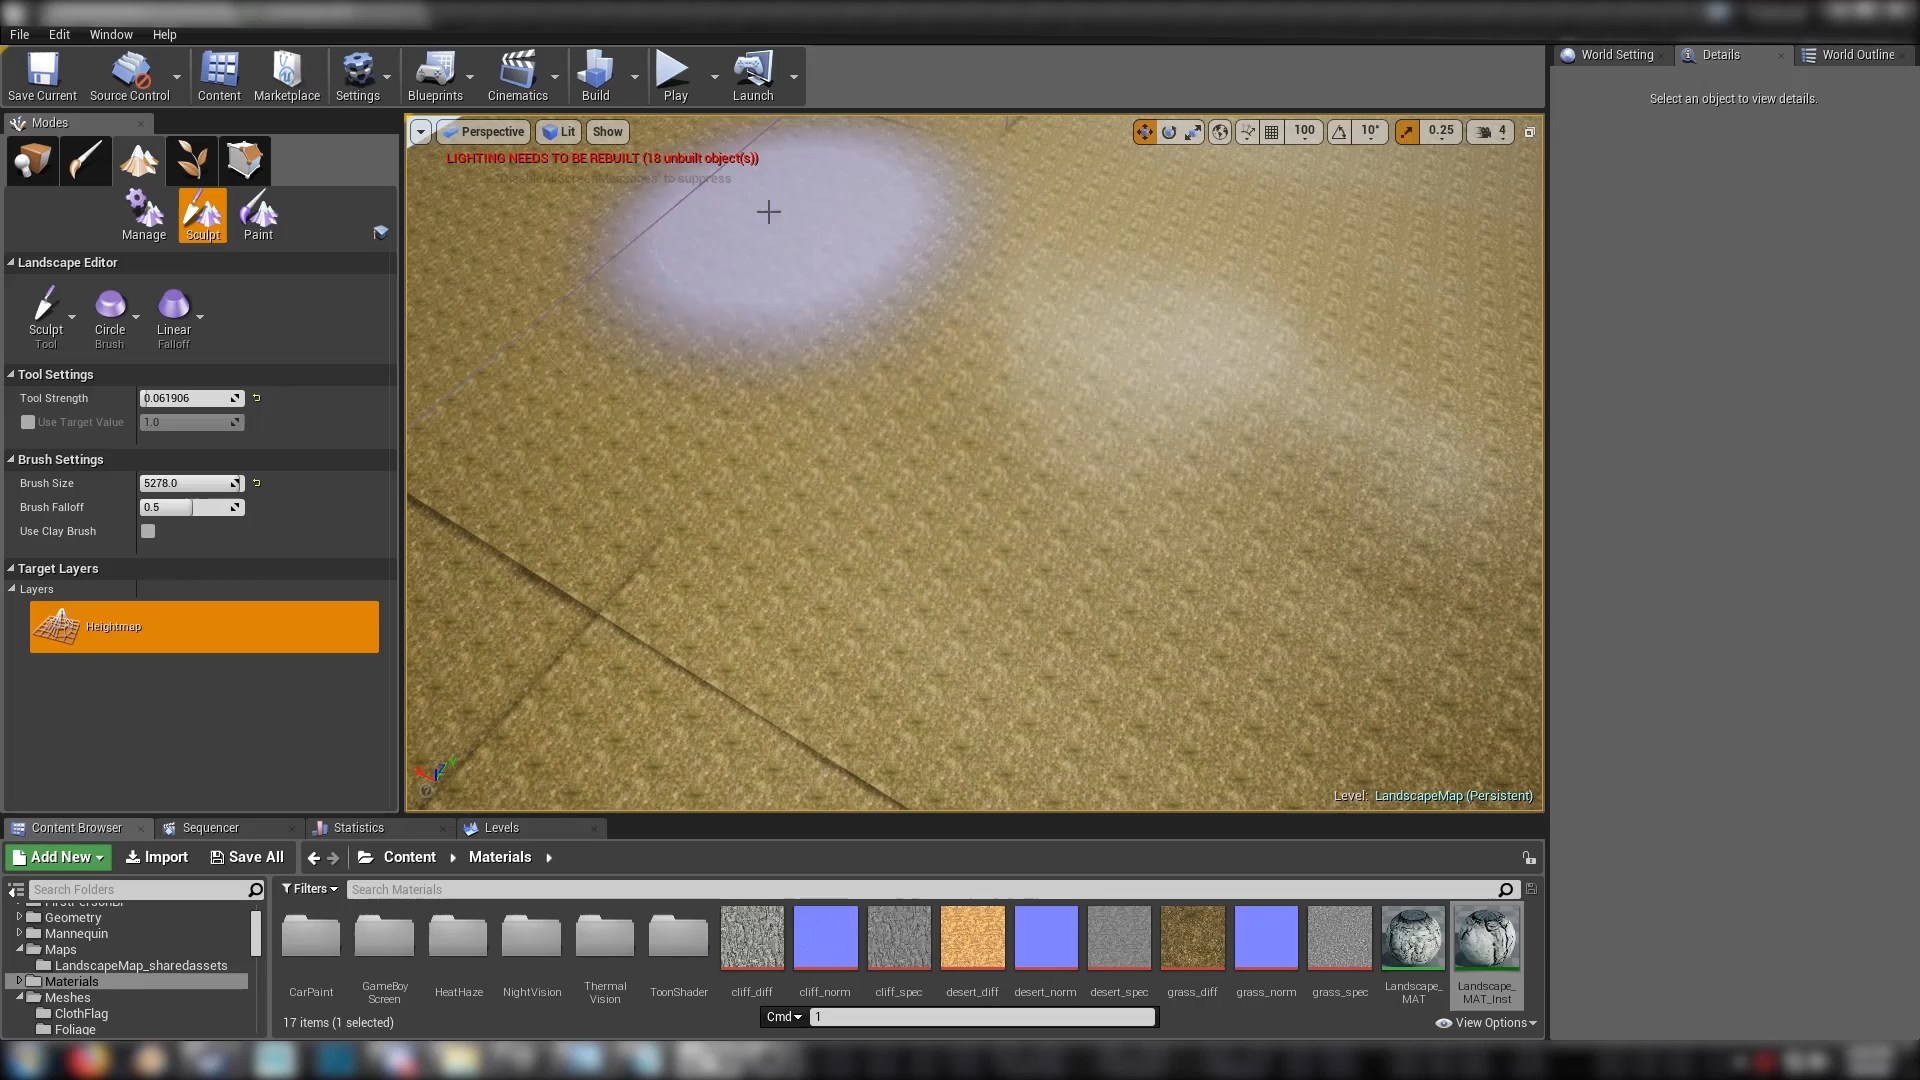 File Edit Window Help
Save Current Source Control Content Marketplace Settings Blueprints Cinematics Build Play Launch
World Setting Details World Outline
Select an object to view details.
Modes
Manage Sculpt Paint
Landscape Editor
Sculpt Circle Linear
Tool Brush Falloff
Tool Settings
Tool Strength 0.061906
Use Target Value 1.0
Brush Settings
Brush Size 5278.0
Brush Falloff 0.5
Use Clay Brush
Target Layers
Layers
Heightmap
Perspective Lit Show 100 10° 0.25 4
LIGHTING NEEDS TO BE REBUILT (18 unbuilt object(s))
'DisableAllScreenMessages' to suppress
Level: LandscapeMap (Persistent)
Content Browser Sequencer Statistics Levels
Add New Import Save All Content Materials
Search Folders
Geometry
Mannequin
Maps
LandscapeMap_sharedassets
Materials
Meshes
ClothFlag
Foliage
Filters Search Materials
CarPaint GameBoy Screen HeatHaze NightVision Thermal Vision ToonShader cliff_diff cliff_norm cliff_spec desert_diff desert_norm desert_spec grass_diff grass_norm grass_spec Landscape_MAT Landscape_MAT_Inst
17 items (1 selected)
Cmd 1
View Options